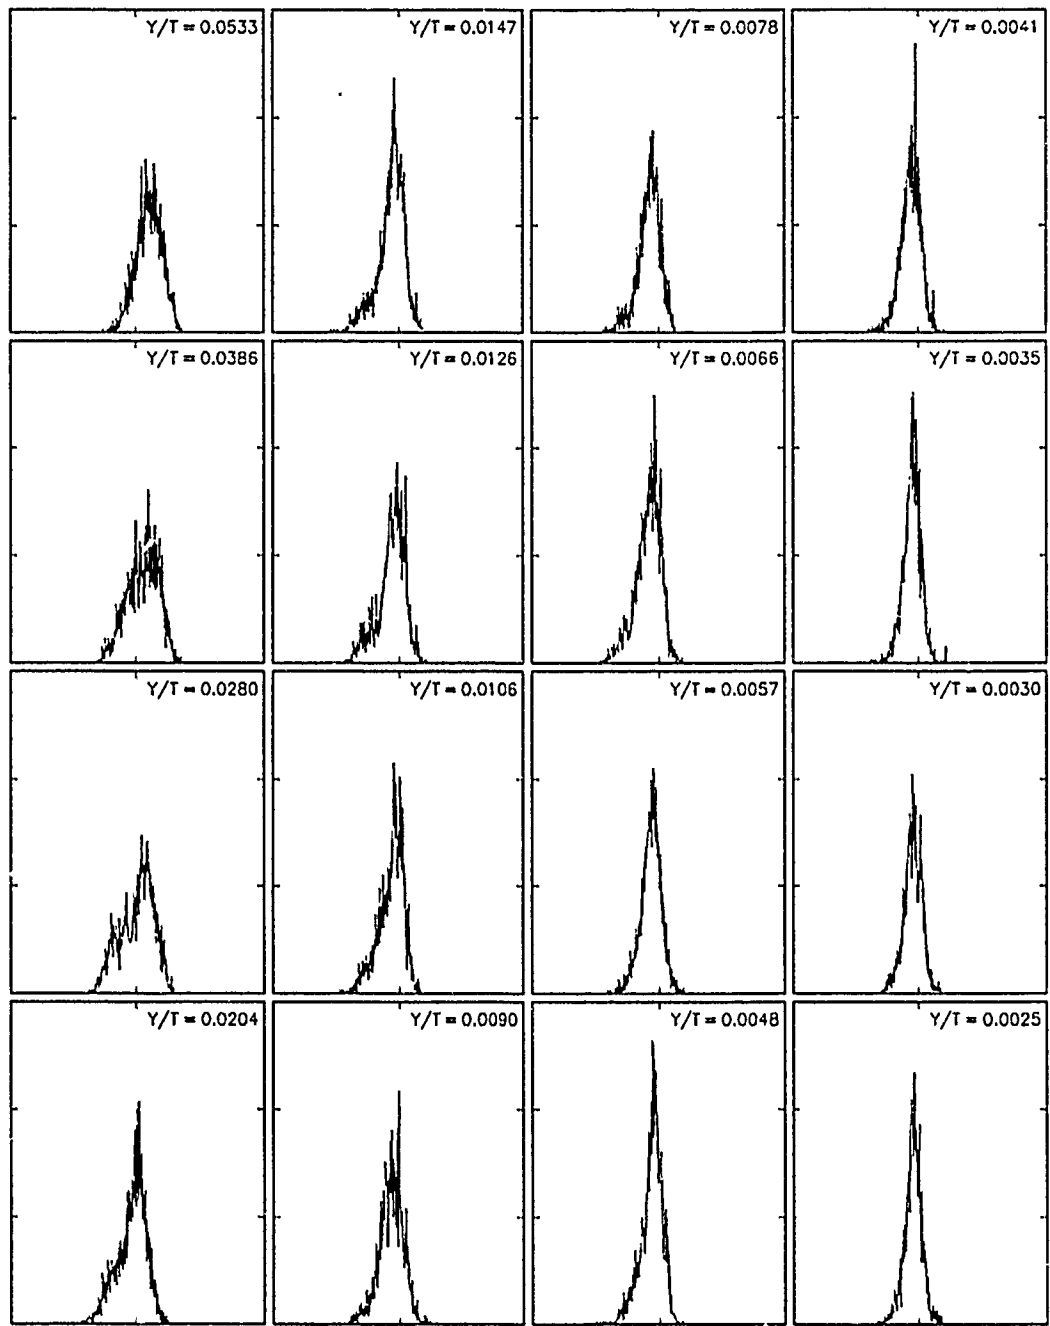 Y/T = 0.0533
Y/T = 0.0147
Y/T = 0.0078
Y/T = 0.0041
Y/T = 0.0386
Y/T = 0.0126
Y/T = 0.0066
Y/T = 0.0035
Y/T = 0.0280
Y/T = 0.0106
Y/T = 0.0057
Y/T = 0.0030
Y/T = 0.0204
Y/T = 0.0090
Y/T = 0.0048
Y/T = 0.0025